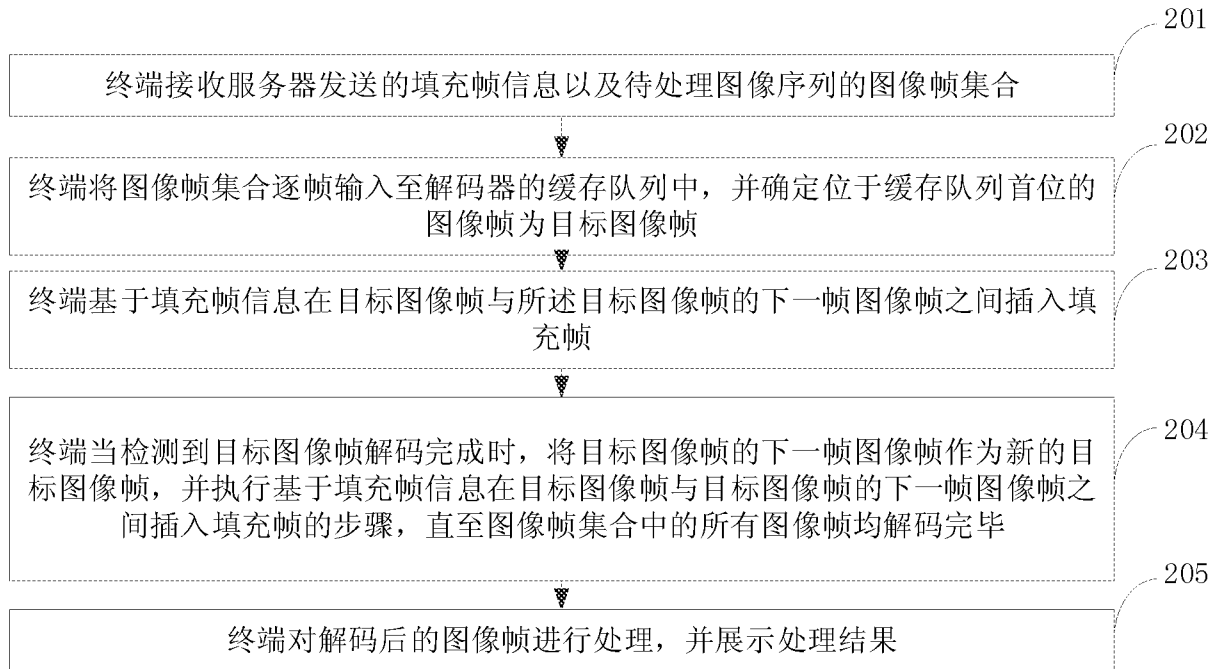 201
终端接收服务器发送的填充帧信息以及待处理图像序列的图像帧集合
202
终端将图像帧集合逐帧输入至解码器的缓存队列中，并确定位于缓存队列首位的
图像帧为目标图像帧
203
终端基于填充帧信息在目标图像帧与所述目标图像帧的下一帧图像帧之间插入填
充帧
204
终端当检测到目标图像帧解码完成时，将目标图像帧的下一帧图像帧作为新的目
标图像帧，并执行基于填充帧信息在目标图像帧与目标图像帧的下一帧图像帧之
间插入填充帧的步骤，直至图像帧集合中的所有图像帧均解码完毕
205
终端对解码后的图像帧进行处理，并展示处理结果